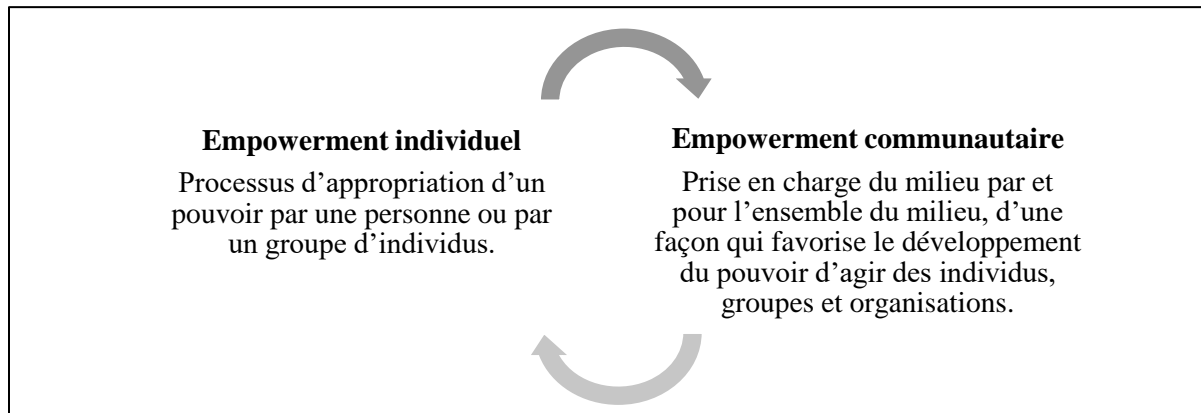 Empowerment individuel
Processus d’appropriation d’un
pouvoir par une personne ou par
un groupe d’individus.
Empowerment communautaire
Prise en charge du milieu par et
pour l’ensemble du milieu, d’une
façon qui favorise le développement
du pouvoir d’agir des individus,
groupes et organisations.